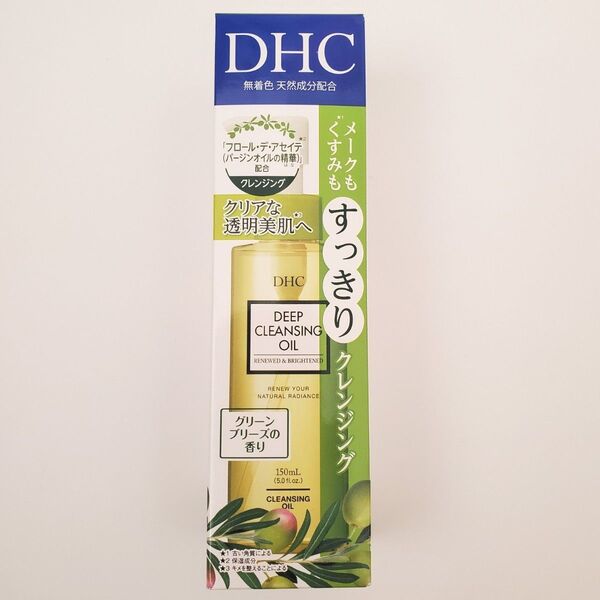 DHC
無着色 天然成分配合
★2
「フロール・デ・アセイテ
(バージンオイルの精華)」
はな
配合
クレンジング
クリアな
透明美肌へ
★3
★1
メークも
くすみも
すっきり
クレンジング
DHC
DEEP
CLEANSING
OIL
RENEWED & BRIGHTENED
RENEW YOUR
NATURAL RADIANCE
グリーン
ブリーズの
香り
150mL
(5.0 fl.oz.)
CLEANSING
OIL
★1 古い角質による
★2 保湿成分
★3 キメを整えることによる